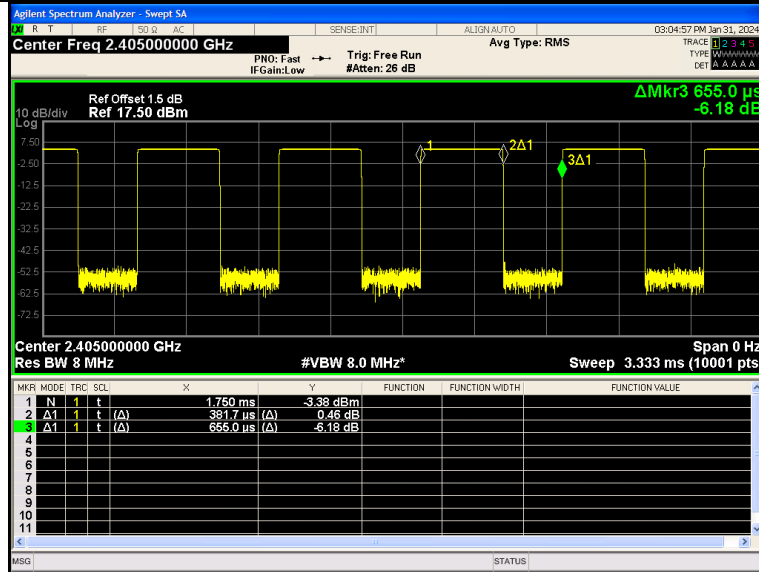 Agilent Spectrum Analyzer - Swept SA
LXI R T RF 50 Ω AC SENSE:INT ALIGN AUTO 03:04:57 PM Jan 31, 2024
Center Freq 2.405000000 GHz
PNO: Fast
IFGain:Low
Trig: Free Run
#Atten: 26 dB
Avg Type: RMS
TRACE 1 2 3 4 5
TYPE
DET A A A A A
ΔMkr3 655.0 µs
-6.18 dB
Ref Offset 1.5 dB
10 dB/div Ref 17.50 dBm
Log
7.50
-2.50
-12.5
-22.5
-32.5
-42.5
-52.5
-62.5
-72.5
1
2Δ1
3Δ1
Center 2.405000000 GHz Span 0 Hz
Res BW 8 MHz #VBW 8.0 MHz* Sweep 3.333 ms (10001 pts
MKR MODE TRC SCL X Y FUNCTION FUNCTION WIDTH FUNCTION VALUE
1 N 1 t 1.750 ms -3.38 dBm
2 Δ1 1 t (Δ) 381.7 µs (Δ) 0.46 dB
3 Δ1 1 t (Δ) 655.0 µs (Δ) -6.18 dB
4
5
6
7
8
9
10
11
MSG STATUS